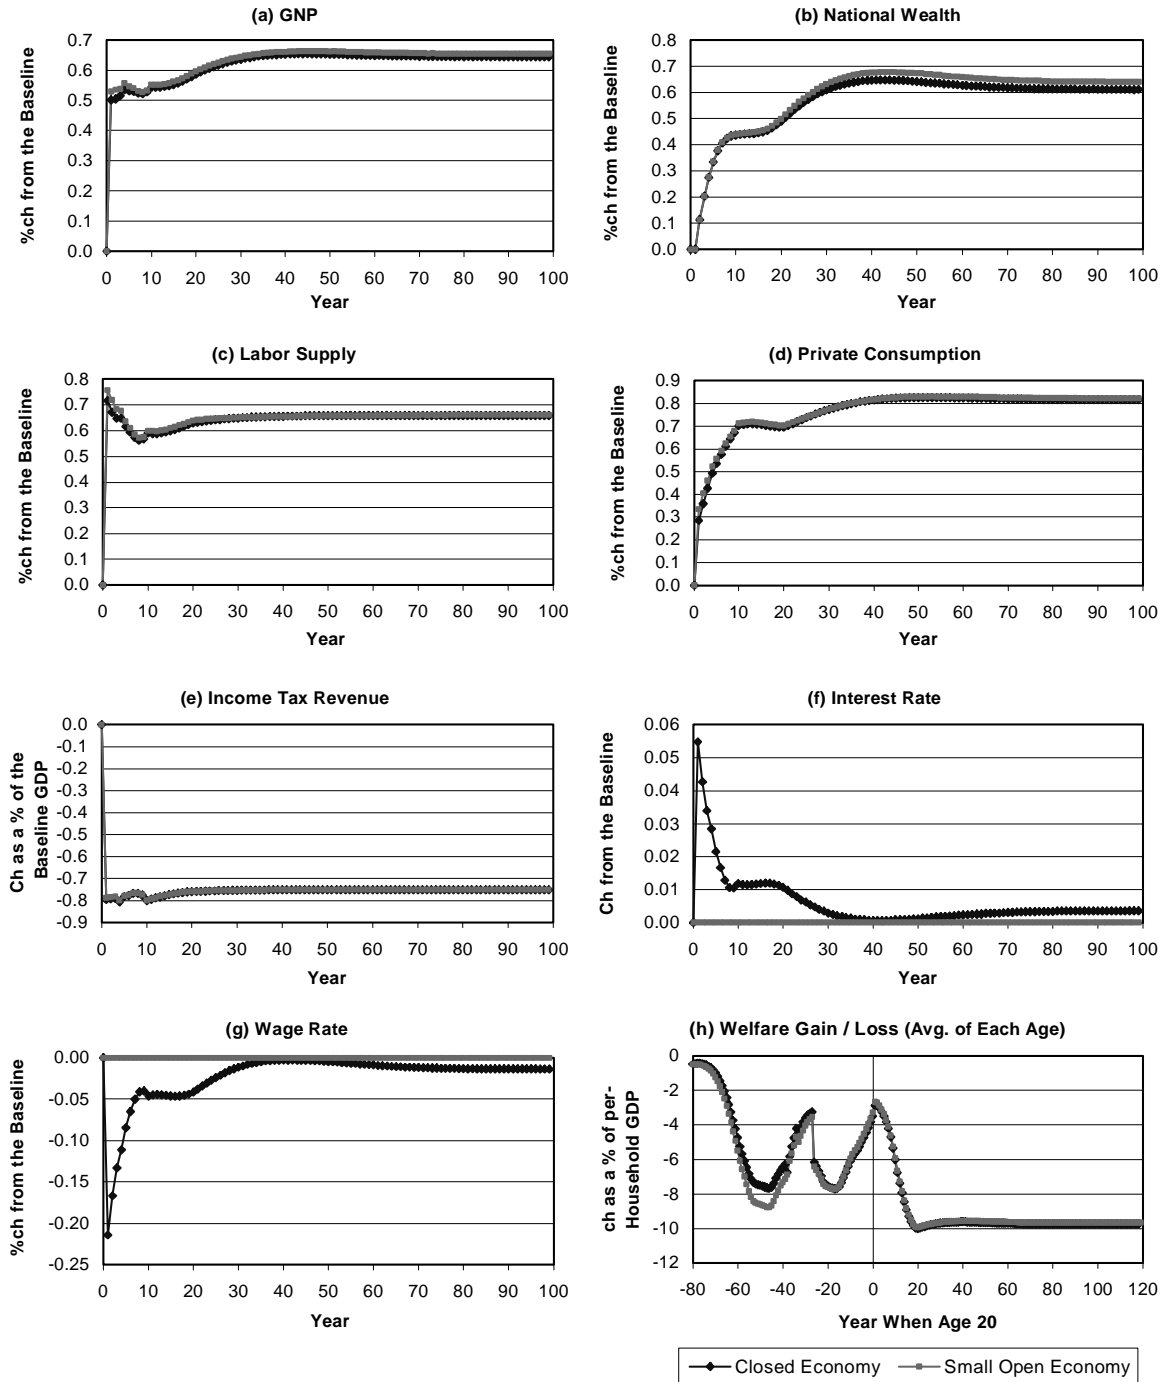 (a) GNP
%ch from the Baseline
0.7
0.6
0.5
0.4
0.3
0.2
0.1
0.0
0 10 20 30 40 50 60 70 80 90 100
Year
(b) National Wealth
%ch from the Baseline
0.8
0.7
0.6
0.5
0.4
0.3
0.2
0.1
0.0
0 10 20 30 40 50 60 70 80 90 100
Year
(c) Labor Supply
%ch from the Baseline
0.8
0.7
0.6
0.5
0.4
0.3
0.2
0.1
0.0
0 10 20 30 40 50 60 70 80 90 100
Year
(d) Private Consumption
%ch from the Baseline
0.9
0.8
0.7
0.6
0.5
0.4
0.3
0.2
0.1
0.0
0 10 20 30 40 50 60 70 80 90 100
Year
(e) Income Tax Revenue
Ch as a % of the
Baseline GDP
0.0
-0.1
-0.2
-0.3
-0.4
-0.5
-0.6
-0.7
-0.8
-0.9
0 10 20 30 40 50 60 70 80 90 100
Year
(f) Interest Rate
Ch from the Baseline
0.06
0.05
0.04
0.03
0.02
0.01
0.00
0 10 20 30 40 50 60 70 80 90 100
Year
(g) Wage Rate
%ch from the Baseline
0.00
-0.05
-0.10
-0.15
-0.20
-0.25
0 10 20 30 40 50 60 70 80 90 100
Year
(h) Welfare Gain / Loss (Avg. of Each Age)
ch as a % of per-
Household GDP
0
-2
-4
-6
-8
-10
-12
-80 -60 -40 -20 0 20 40 60 80 100 120
Year When Age 20
Closed Economy Small Open Economy